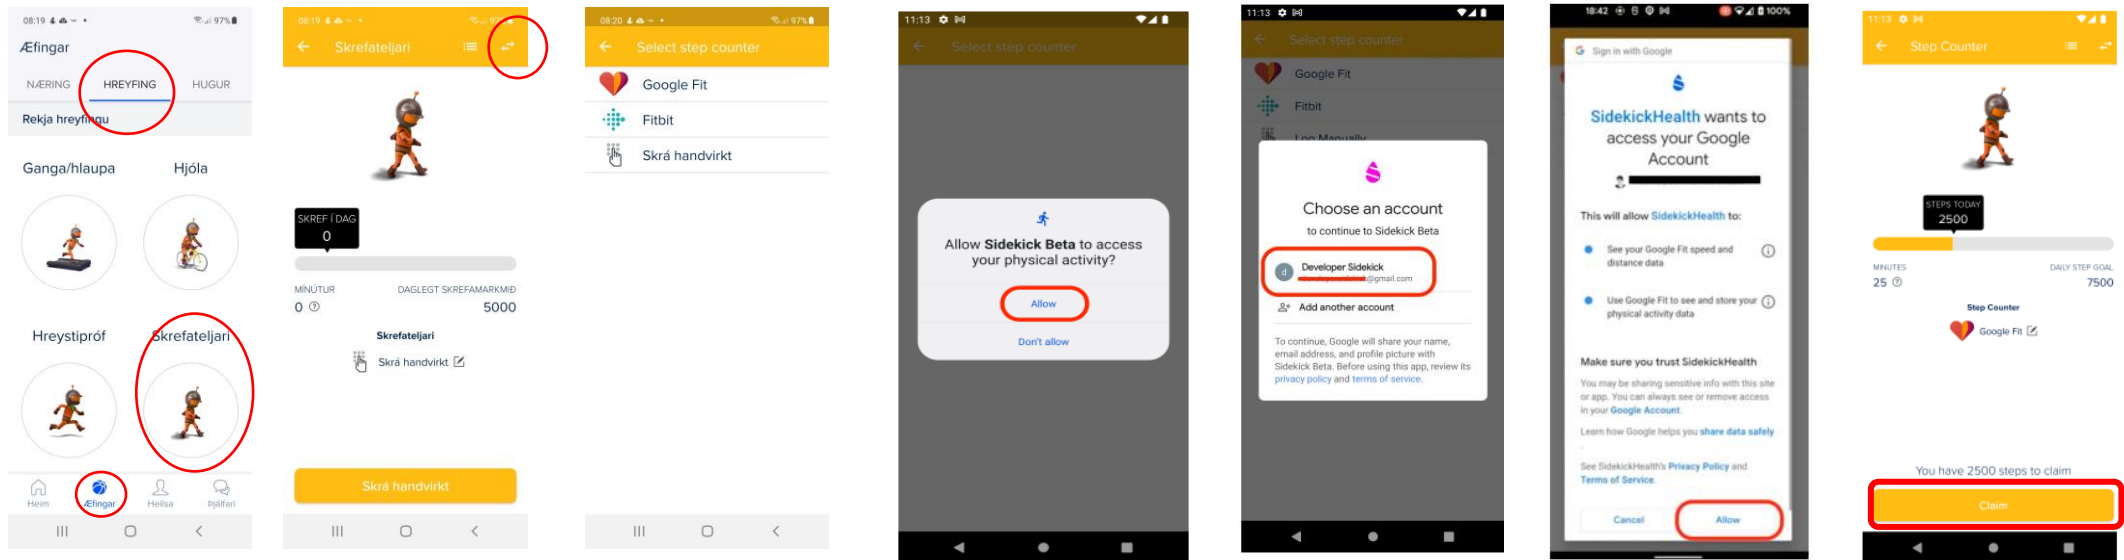 08:19
97%
Æfingar
NÆRING HREYFING HUGUR
Rekja hreyfingu
Ganga/hlaupa Hjóla
Hreystipróf Skrefateljari
Heim Æfingar Heilsa Þjálfari
08:19
97%
Skrefateljari
SKREF Í DAG
0
MÍNÚTUR DAGLEGT SKREFAMARKMIÐ
0 5000
Skrefateljari
Skrá handvirkt
Skrá handvirkt
08:20
97%
Select step counter
Google Fit
Fitbit
Skrá handvirkt
11:13
Select step counter
Allow Sidekick Beta to access
your physical activity?
Allow
Don't allow
11:13
Select step counter
Google Fit
Fitbit
Log Manually
Choose an account
to continue to Sidekick Beta
d
Developer Sidekick
@gmail.com
Add another account
To continue, Google will share your name,
email address, and profile picture with
Sidekick Beta. Before using this app, review its
privacy policy and terms of service.
18:42
100%
G Sign in with Google
SidekickHealth wants to
access your Google
Account
This will allow SidekickHealth to:
See your Google Fit speed and
distance data
Use Google Fit to see and store your
physical activity data
Make sure you trust SidekickHealth
You may be sharing sensitive info with this site
or app. You can always see or remove access
in your Google Account.
Learn how Google helps you share data safely
.
See SidekickHealth's Privacy Policy and
Terms of Service.
Cancel Allow
11:13
Step Counter
STEPS TODAY
2500
MINUTES DAILY STEP GOAL
25 7500
Step Counter
Google Fit
You have 2500 steps to claim
Claim